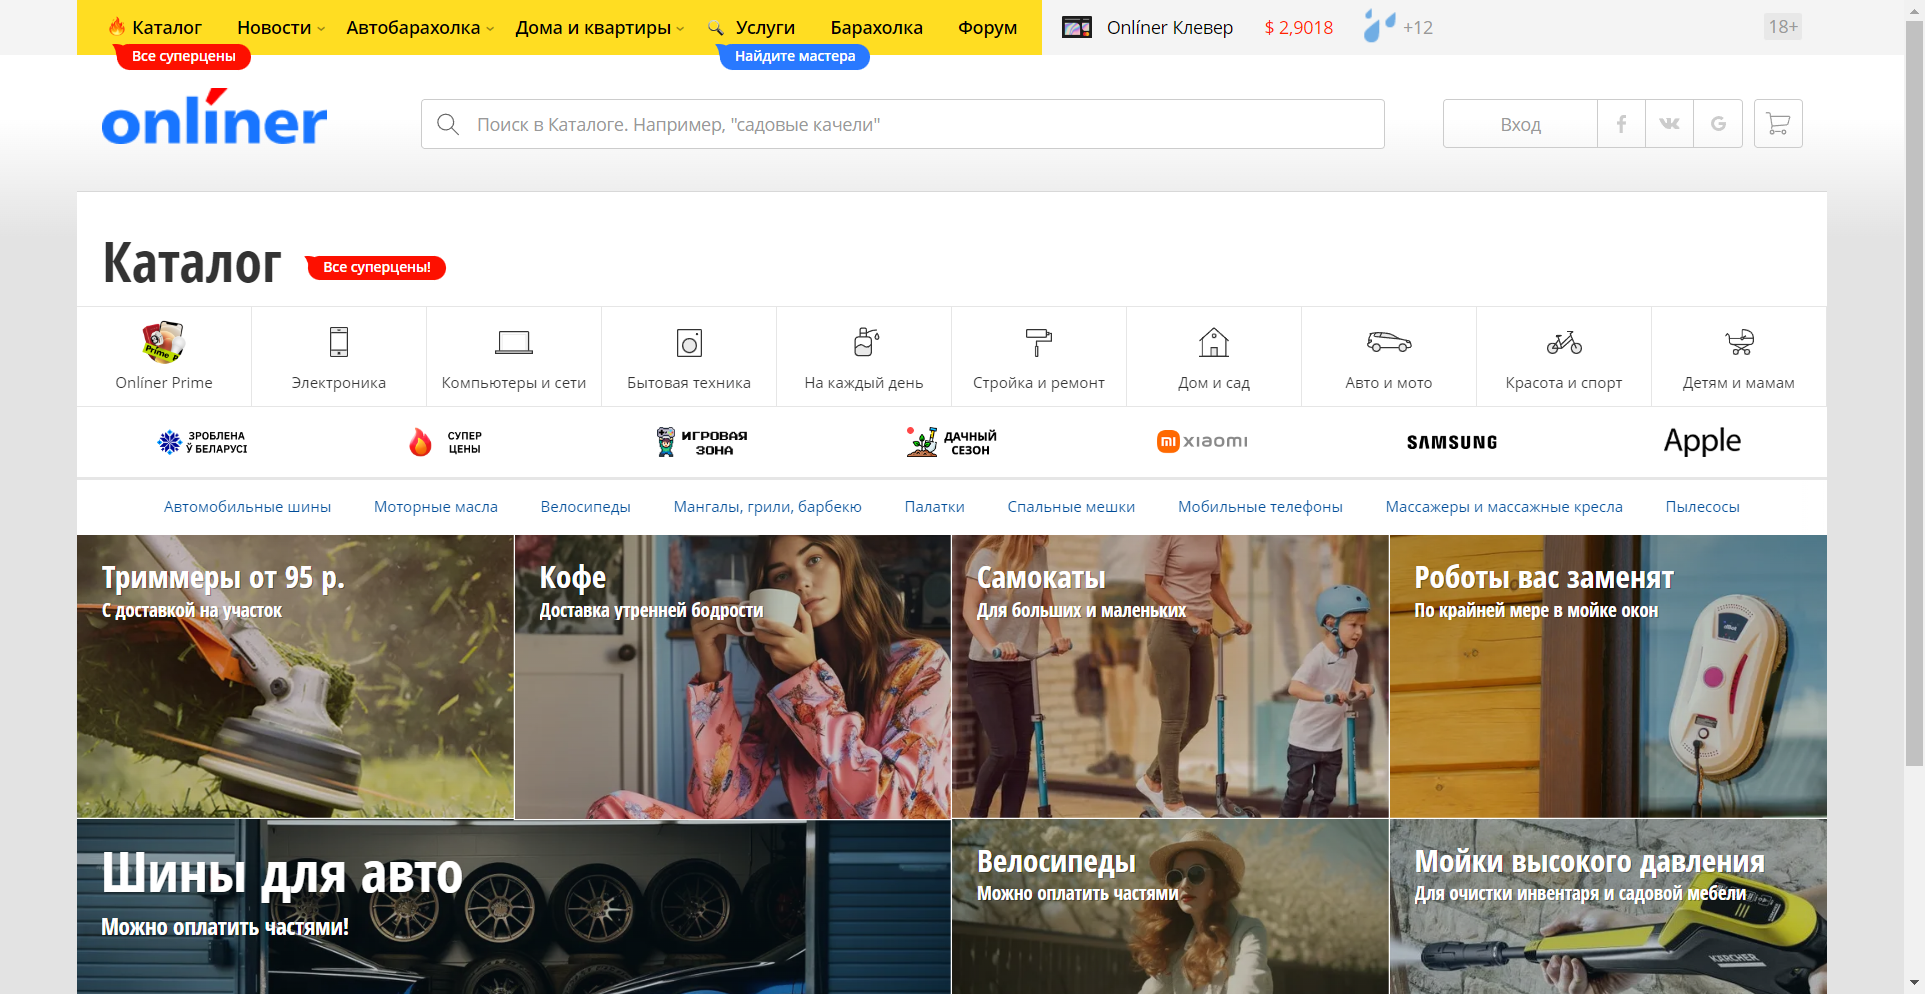 Каталог
Новости
Автобарахолка
Дома и квартиры
Услуги
Барахолка
Форум
Onlíner Клевер
$ 2,9018
+12
18+
Все суперцены
Найдите мастера
onlíner
Поиск в Каталоге. Например, "садовые качели"
Вход
Каталог
Все суперцены!
Onlíner Prime
Электроника
Компьютеры и сети
Бытовая техника
На каждый день
Стройка и ремонт
Дом и сад
Авто и мото
Красота и спорт
Детям и мамам
ЗРОБЛЕНА
Ў БЕЛАРУСІ
СУПЕР
ЦЕНЫ
ИГРОВАЯ
ЗОНА
ДАЧНЫЙ
СЕЗОН
xiaomi
SAMSUNG
Apple
Автомобильные шины
Моторные масла
Велосипеды
Мангалы, грили, барбекю
Палатки
Спальные мешки
Мобильные телефоны
Массажеры и массажные кресла
Пылесосы
Триммеры от 95 р.
С доставкой на участок
Кофе
Доставка утренней бодрости
Самокаты
Для больших и маленьких
Роботы вас заменят
По крайней мере в мойке окон
Шины для авто
Можно оплатить частями!
Велосипеды
Можно оплатить частями
Мойки высокого давления
Для очистки инвентаря и садовой мебели
KÄRCHER